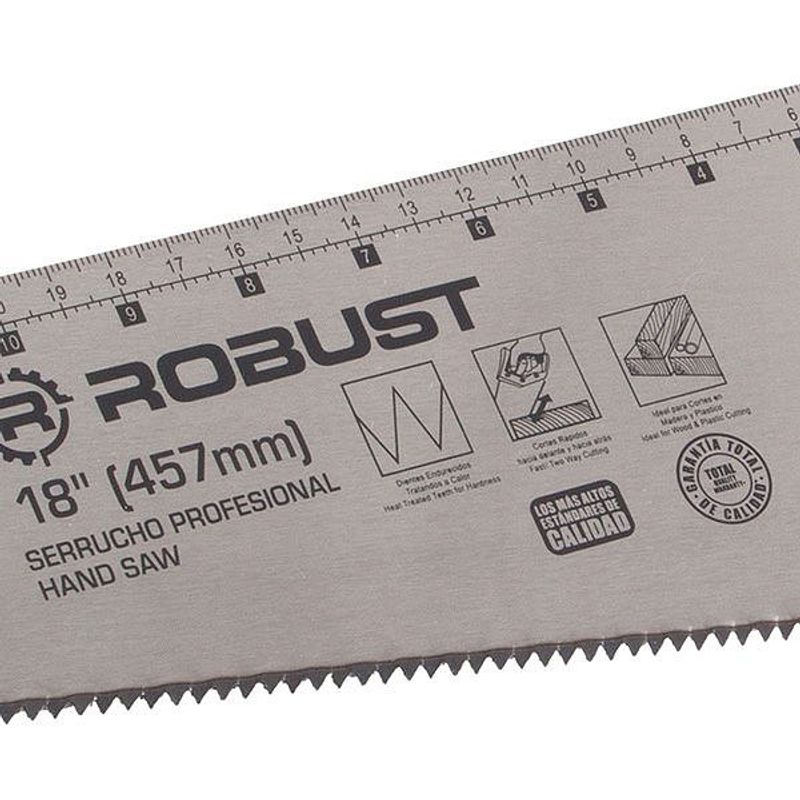 20 19 18 17 16 15 14 13 12 11 10 9 8 7 6
10 9 8 7 6 5 4
R ROBUST
18" (457mm)
SERRUCHO PROFESIONAL
HAND SAW
Dientes Endurecidos
Tratandos a Calor
Heat Treated Teeth for Hardness
Cortes Rapidos
hacia delante y hacia atrás
Fast! Two Way Cutting
Ideal para Cortes en
Madera y Plastico
Ideal for Wood & Plastic Cutting
LOS MÁS ALTOS
ESTÁNDARES DE
CALIDAD
GARANTÍA TOTAL
TOTAL
QUALITY
WARRANTY
DE CALIDAD